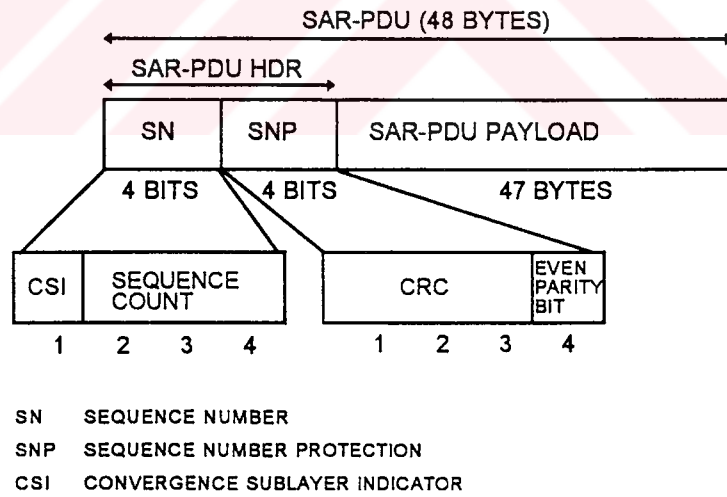 SAR-PDU (48 BYTES)
SAR-PDU HDR
SN SNP SAR-PDU PAYLOAD
4 BITS 4 BITS 47 BYTES
CSI SEQUENCE COUNT CRC EVEN PARITY BIT
1 2 3 4 1 2 3 4
SN SEQUENCE NUMBER
SNP SEQUENCE NUMBER PROTECTION
CSI CONVERGENCE SUBLAYER INDICATOR